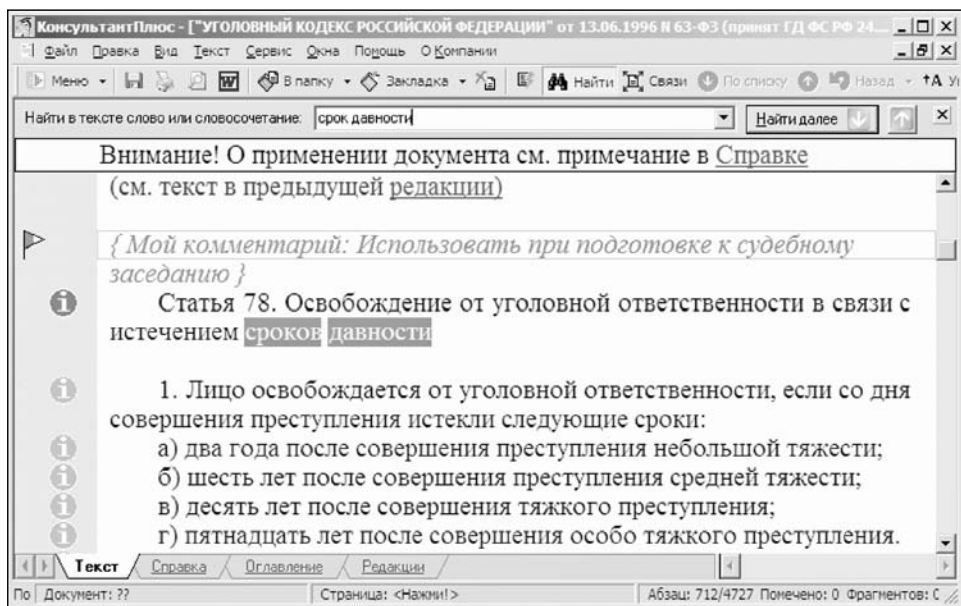 КонсультантПлюс - ["УГОЛОВНЫЙ КОДЕКС РОССИЙСКОЙ ФЕДЕРАЦИИ" от 13.06.1996 N 63-ФЗ (принят ГД ФС РФ 24....
Файл Правка Вид Текст Сервис Окна Помощь О Компании
Меню В папку Закладка Найти Связи По списку Назад
Найти в тексте слово или словосочетание: срок давности Найти далее
Внимание! О применении документа см. примечание в Справке
(см. текст в предыдущей редакции)
{ Мой комментарий: Использовать при подготовке к судебному
заседанию }
Статья 78. Освобождение от уголовной ответственности в связи с
истечением сроков давности
1. Лицо освобождается от уголовной ответственности, если со дня
совершения преступления истекли следующие сроки:
а) два года после совершения преступления небольшой тяжести;
б) шесть лет после совершения преступления средней тяжести;
в) десять лет после совершения тяжкого преступления;
г) пятнадцать лет после совершения особо тяжкого преступления.
Текст Справка Оглавление Редакции
По Документ: ?? Страница: <Нажми!> Абзац: 712/4727 Помечено: 0 Фрагментов: